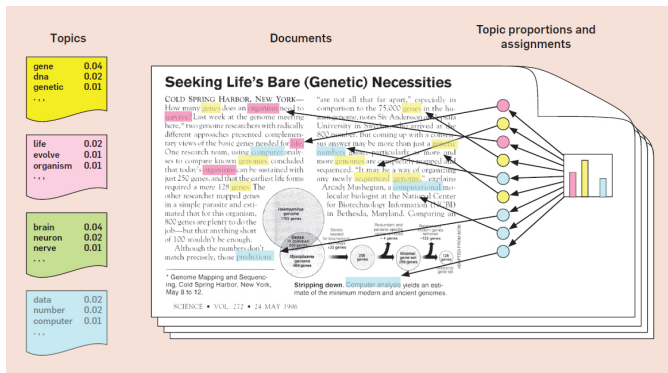 Topics
Documents
Topic proportions and
assignments
gene 0.04
dna 0.02
genetic 0.01
. , ,
life 0.02
evolve 0.01
organism 0.01
. , ,
brain 0.04
neuron 0.02
nerve 0.01
. . .
data 0.02
number 0.02
computer 0.01
. , ,
Seeking Life's Bare (Genetic) Necessities
COLD SPRING HARBOR, NEW YORK—
How many genes does an organism need to
survive? Last week at the genome meeting
here,* two genome researchers with radically
different approaches presented complemen-
tary views of the basic genes needed for life.
One research team, using computer analy-
ses to compare known genomes, concluded
that today's organisms can be sustained with
just 250 genes, and that the earliest life forms
required a mere 128 genes. The
other researcher mapped genes
in a simple parasite and esti-
mated that for this organism,
800 genes are plenty to do the
job—but that anything short
of 100 wouldn't be enough.
Although the numbers don't
match precisely, those predictions
* Genome Mapping and Sequenc-
ing, Cold Spring Harbor, New York,
May 8 to 12.
"are not all that far apart," especially in
comparison to the 75,000 genes in the hu-
man genome, notes Siv Andersson of Uppsala
University in Sweden, who arrived at the
800 number. But coming up with a consen-
sus answer may be more than just a genetic
numbers game, particularly as more and
more genomes are completely mapped and
sequenced. "It may be a way of organizing
any newly sequenced genome," explains
Arcady Mushegian, a computational mo-
lecular biologist at the National Center
for Biotechnology Information (NCBI)
in Bethesda, Maryland. Comparing an
Haemophilus
genome
1703 genes
Mycoplasma
genome
469 genes
Stripping down. Computer analysis yields an esti-
mate of the minimum modern and ancient genomes.
SCIENCE • VOL. 272 • 24 MAY 1996